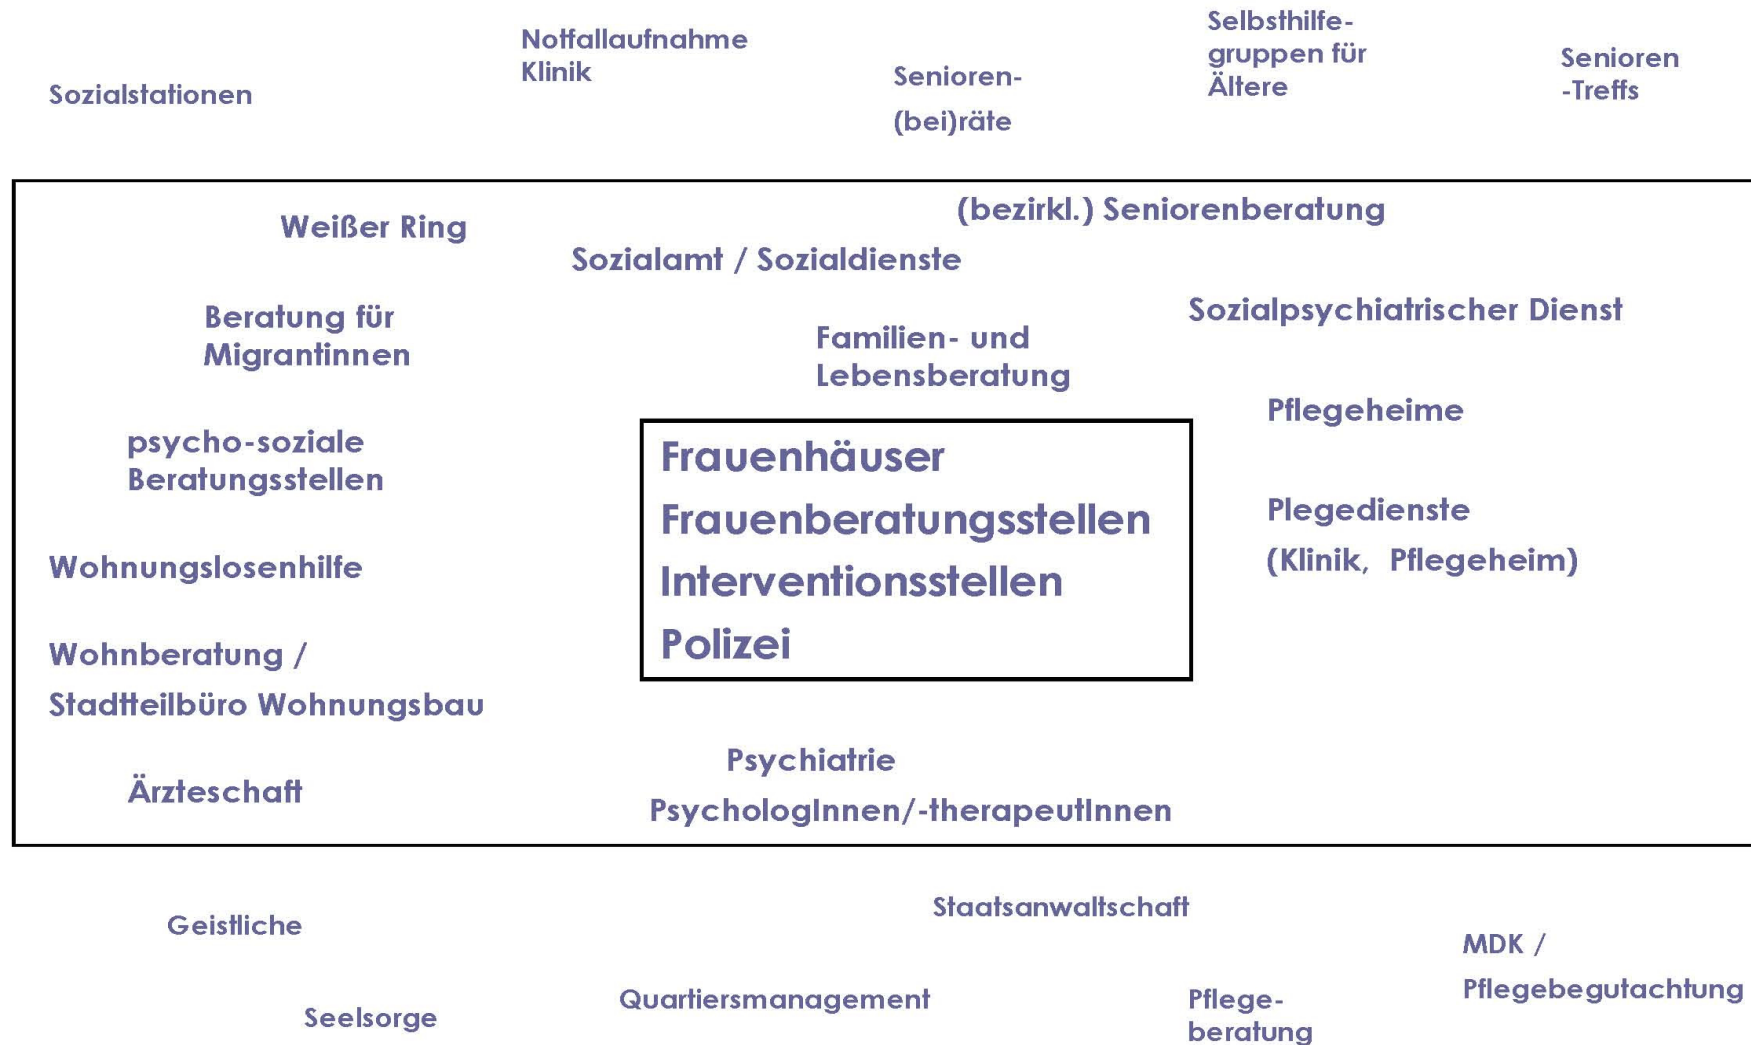 Sozialstationen
Notfallaufnahme
Klinik
Senioren-
(bei)räte
Selbsthilfe-
gruppen für
Ältere
Senioren
-Treffs
Weißer Ring
(bezirkl.) Seniorenberatung
Sozialamt / Sozialdienste
Beratung für
Migrantinnen
Familien- und
Lebensberatung
Sozialpsychiatrischer Dienst
psycho-soziale
Beratungsstellen
Pflegeheime
Frauenhäuser
Frauenberatungsstellen
Interventionsstellen
Polizei
Plegedienste
(Klinik, Pflegeheim)
Wohnungslosenhilfe
Wohnberatung /
Stadtteilbüro Wohnungsbau
Ärzteschaft
Psychiatrie
PsychologInnen/-therapeutInnen
Geistliche
Seelsorge
Staatsanwaltschaft
Quartiersmanagement
Pflege-
beratung
MDK /
Pflegebegutachtung